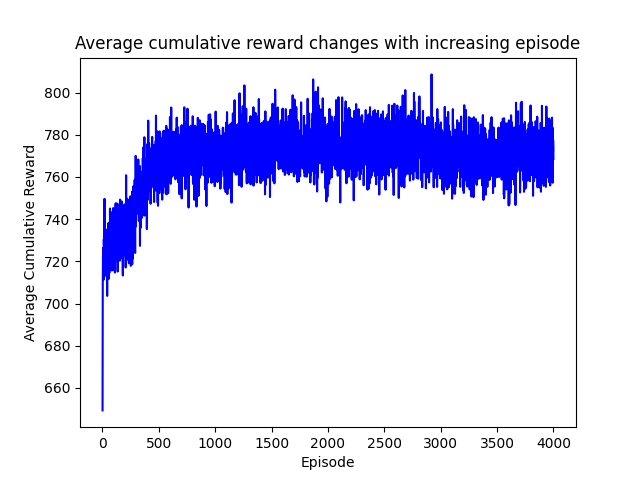 Average cumulative reward changes with increasing episode
800
780
760
740
720
700
680
660
Average Cumulative Reward
0 500 1000 1500 2000 2500 3000 3500 4000
Episode